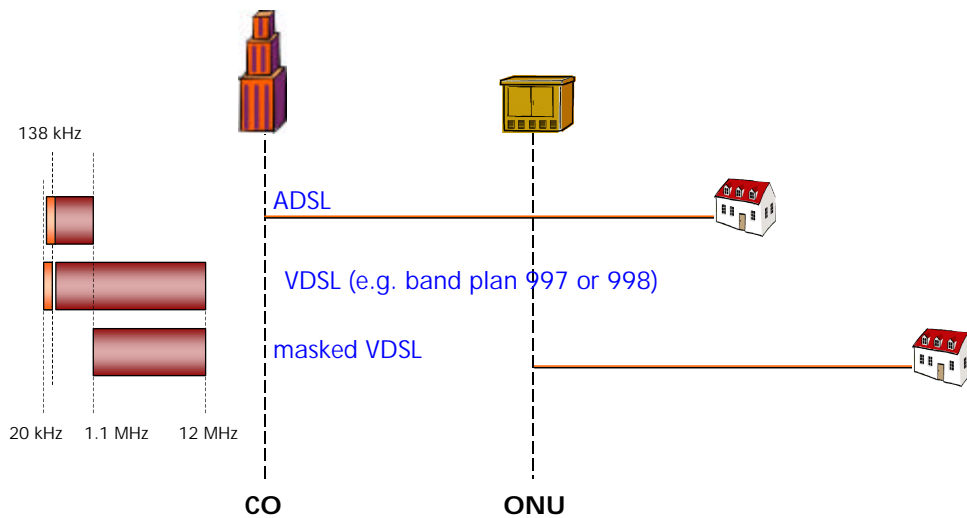 138 kHz
ADSL
VDSL (e.g. band plan 997 or 998)
masked VDSL
20 kHz 1.1 MHz 12 MHz
CO ONU